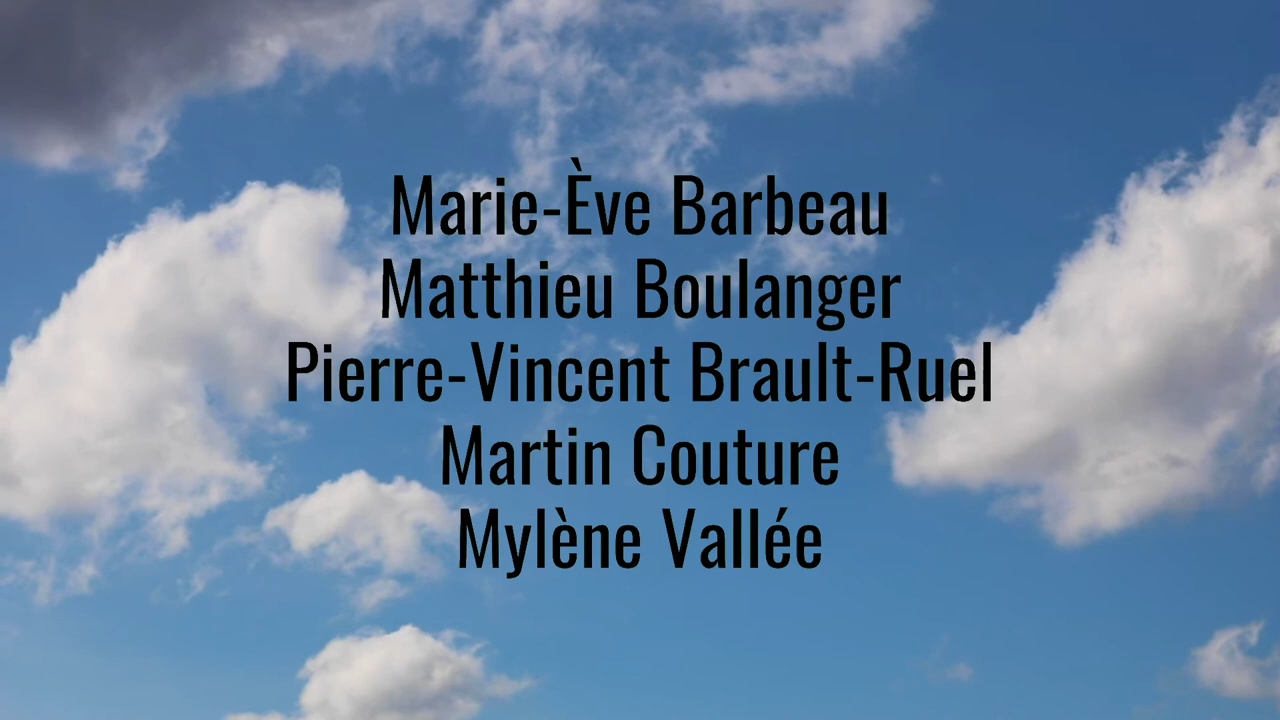 Marie-Ève Barbeau
Matthieu Boulanger
Pierre-Vincent Brault-Ruel
Martin Couture
Mylène Vallée